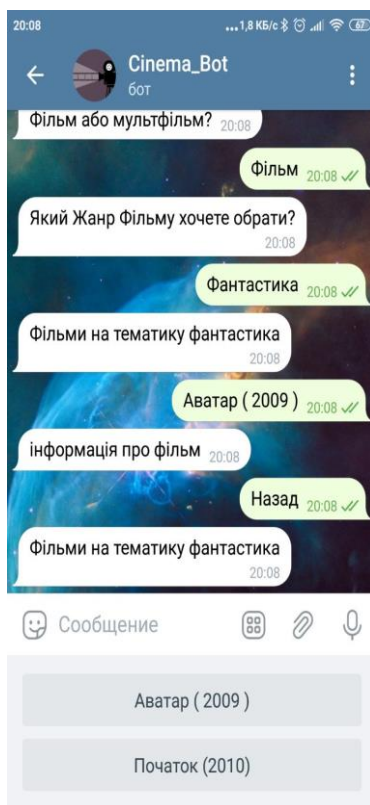 20:08 ...1,8 КБ/с 67
Cinema_Bot
бот
Фільм або мультфільм? 20:08
Фільм 20:08
Який Жанр Фільму хочете обрати?
20:08
Фантастика 20:08
Фільми на тематику фантастика
20:08
Аватар ( 2009 ) 20:08
інформація про фільм 20:08
Назад 20:08
Фільми на тематику фантастика
20:08
Сообщение
Аватар ( 2009 )
Початок (2010)